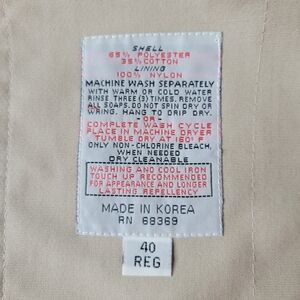 SHELL
65% POLYESTER
35% COTTON
LINING
100% NYLON
MACHINE WASH SEPARATELY
WITH WARM OR COLD WATER
RINSE THREE (3) TIMES, REMOVE
ALL SOAPS. DO NOT SPIN DRY OR
WRING. HANG TO DRIP DRY.
-OR-
COMPLETE WASH CYCLE
PLACE IN MACHINE DRYER
TUMBLE DRY AT 160° F
ONLY NON-CHLORINE BLEACH,
WHEN NEEDED
DRY CLEANABLE
WASHING AND COOL IRON
TOUCH UP RECOMMENDED
FOR APPEARANCE AND LONGER
LASTING REPELLENCY
MADE IN KOREA
RN 68369
40
REG